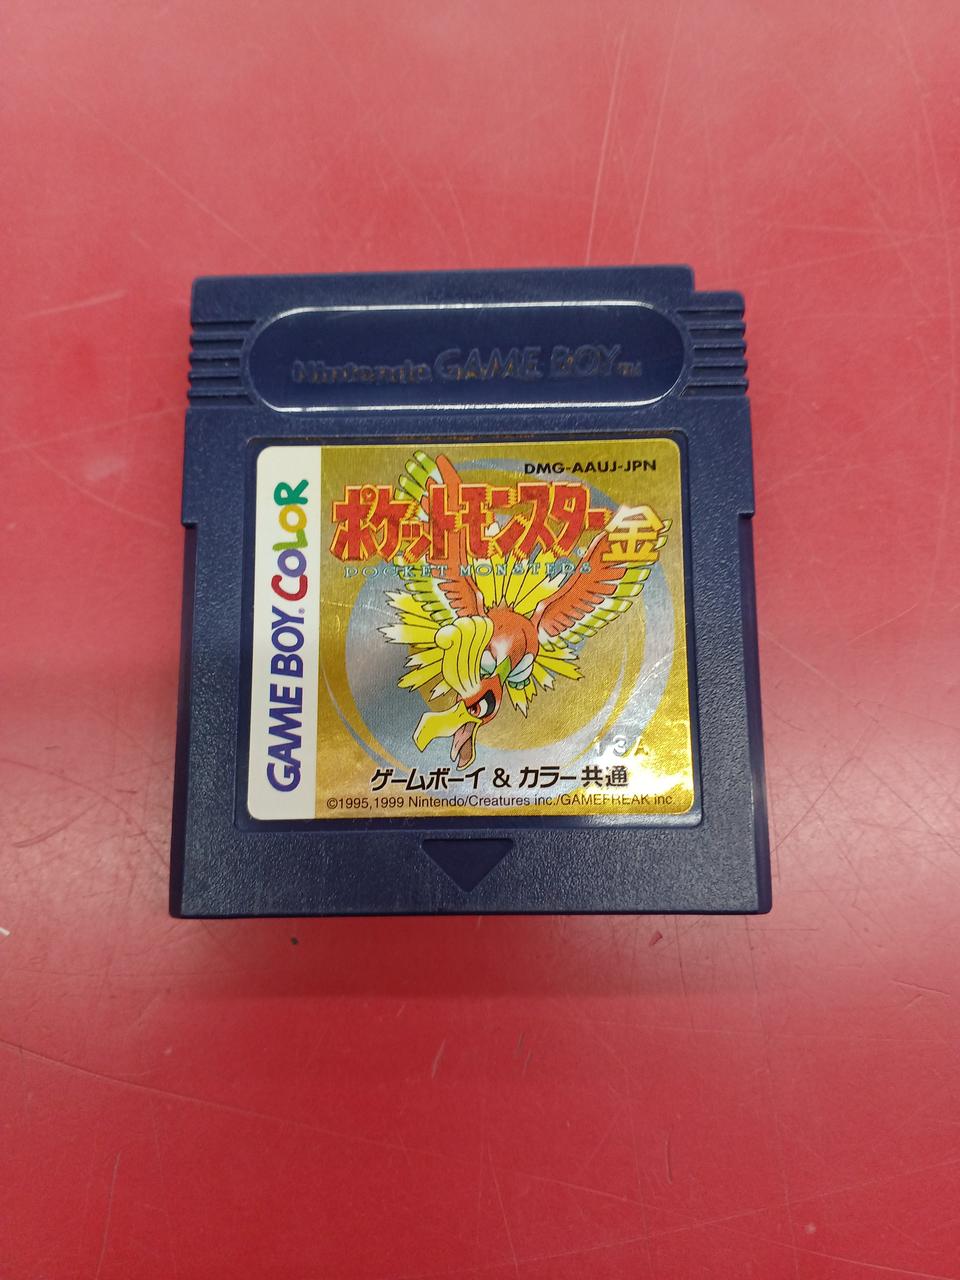 Nintendo GAME BOY™
GAME BOY® COLOR
DMG-AAUJ-JPN
ポケットモンスター®金
POCKET MONSTERS
13A
ゲームボーイ & カラー共通
©1995,1999 Nintendo/Creatures inc./GAMEFREAK inc.